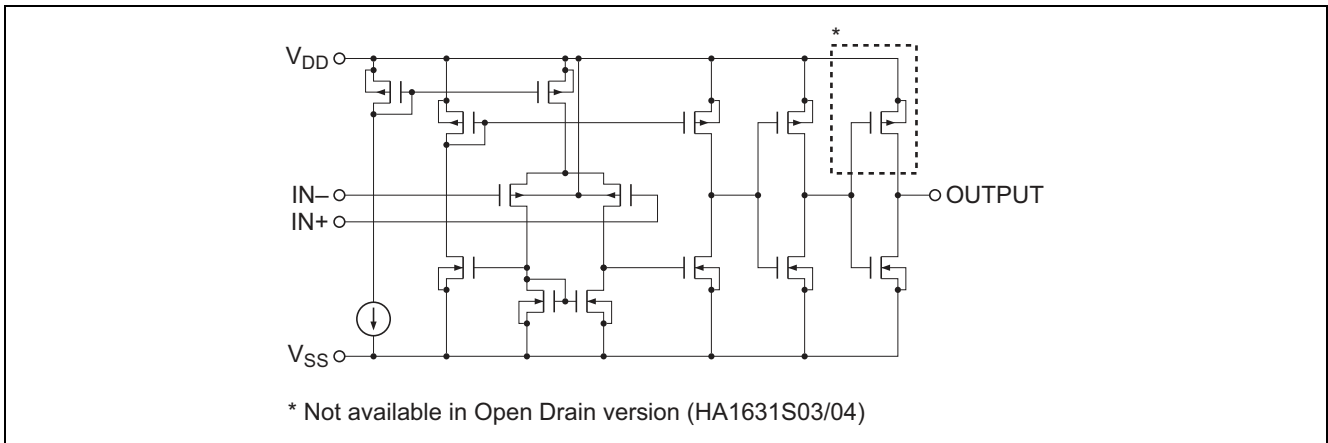 *
VDD
IN–
IN+
OUTPUT
VSS
* Not available in Open Drain version (HA1631S03/04)